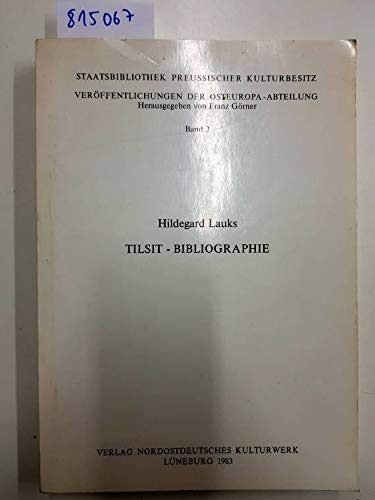 815067
STAATSBIBLIOTHEK PREUSSISCHER KULTURBESITZ
VERÖFFENTLICHUNGEN DER OSTEUROPA-ABTEILUNG
Herausgegeben von Franz Görner
Band 2
Hildegard Lauks
TILSIT - BIBLIOGRAPHIE
VERLAG NORDOSTDEUTSCHES KULTURWERK
LÜNEBURG 1983